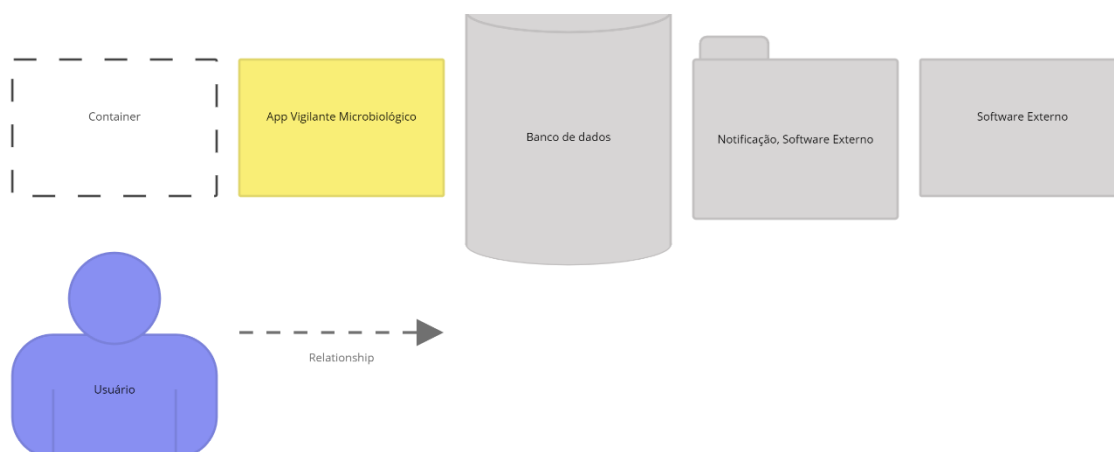 Container
App Vigilante Microbiológico
Banco de dados
Notificação, Software Externo
Software Externo
Usuário
Relationship